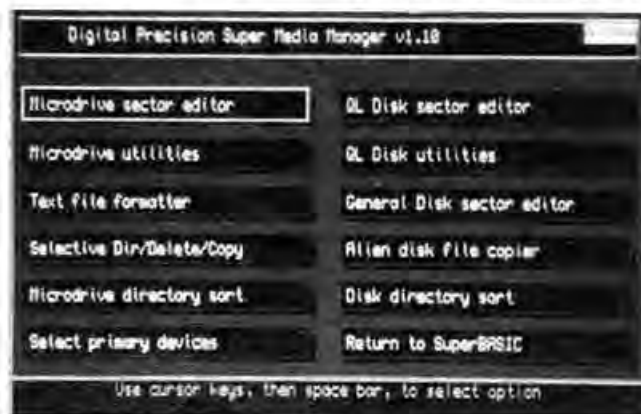 Digital Precision Super Media Manager v1.10
Microdrive sector editor
QL Disk sector editor
Microdrive utilities
QL Disk utilities
Text file formatter
General Disk sector editor
Selective Dir/Delete/Copy
Alien disk file copier
Microdrive directory sort
Disk directory sort
Select primary devices
Return to SuperBASIC
Use cursor keys, then space bar, to select option